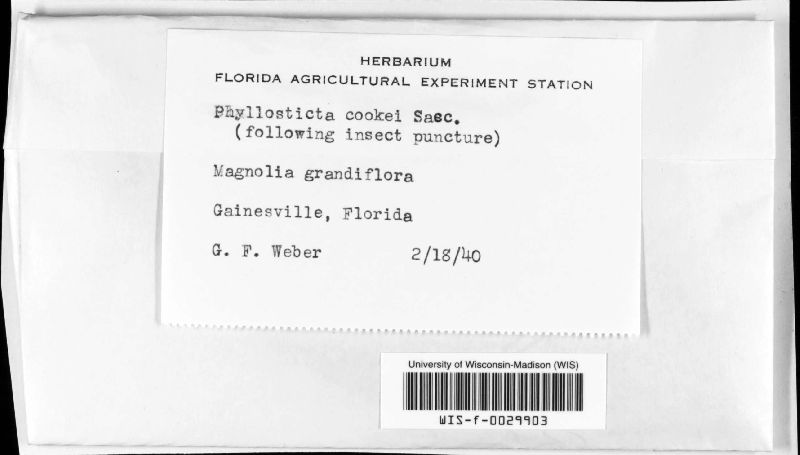 HERBARIUM
FLORIDA AGRICULTURAL EXPERIMENT STATION
Phyllosticta cookei Sacc.
(following insect puncture)
Magnolia grandiflora
Gainesville, Florida
G. F. Weber 2/18/40
University of Wisconsin-Madison (WIS)
WIS-f-0029903